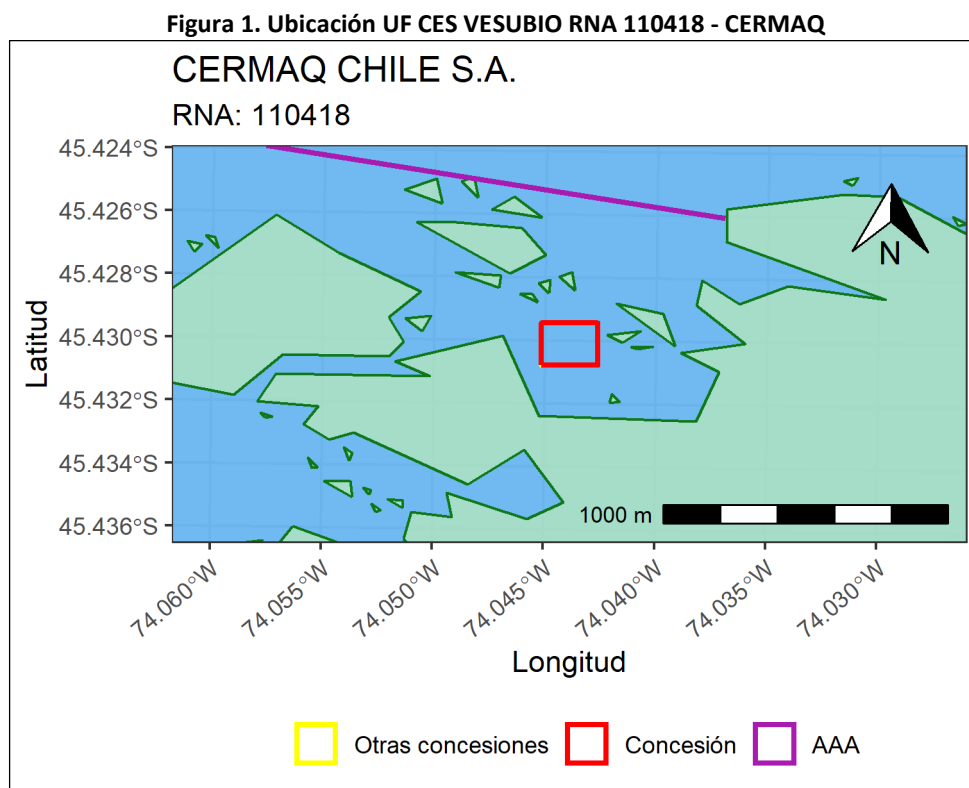 Figura 1. Ubicación UF CES VESUBIO RNA 110418 - CERMAQ
CERMAQ CHILE S.A.
RNA: 110418
45.424°S
45.426°S
45.428°S
45.430°S
45.432°S
45.434°S
45.436°S
Latitud
N
1000 m
74.060°W
74.055°W
74.050°W
74.045°W
74.040°W
74.035°W
74.030°W
Longitud
Otras concesiones
Concesión
AAA